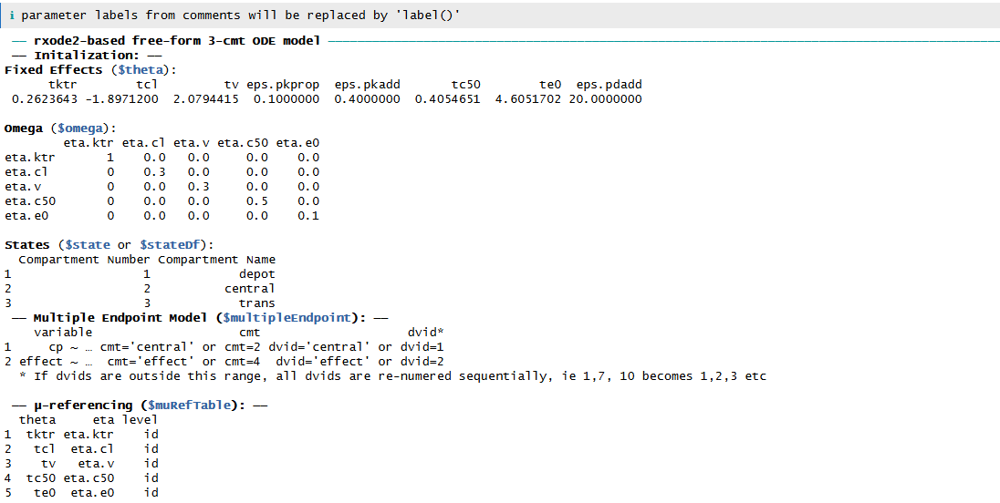 i parameter labels from comments will be replaced by 'label()'
── rxode2-based free-form 3-cmt ODE model ──────────────────────────────
── Initalization: ──
Fixed Effects ($theta):
      tktr        tcl         tv eps.pkprop  eps.pkadd       tc50        te0  eps.pdadd
 0.2623643 -1.8971200  2.0794415  0.1000000  0.4000000  0.4054651  4.6051702 20.0000000
Omega ($omega):
        eta.ktr eta.cl eta.v eta.c50 eta.e0
eta.ktr       1    0.0   0.0     0.0    0.0
eta.cl        0    0.3   0.0     0.0    0.0
eta.v         0    0.0   0.3     0.0    0.0
eta.c50       0    0.0   0.0     0.5    0.0
eta.e0        0    0.0   0.0     0.0    0.1
States ($state or $stateDf):
  Compartment Number Compartment Name
1                  1            depot
2                  2          central
3                  3            trans
── Multiple Endpoint Model ($multipleEndpoint): ──
    variable                    cmt                    dvid*
1     cp ~ … cmt='central' or cmt=2 dvid='central' or dvid=1
2 effect ~ …  cmt='effect' or cmt=4  dvid='effect' or dvid=2
  * If dvids are outside this range, all dvids are re-numered sequentially, ie 1,7, 10 becomes 1,2,3 etc
── μ-referencing ($muRefTable): ──
  theta     eta level
1  tktr eta.ktr    id
2   tcl  eta.cl    id
3    tv   eta.v    id
4  tc50 eta.c50    id
5   te0  eta.e0    id